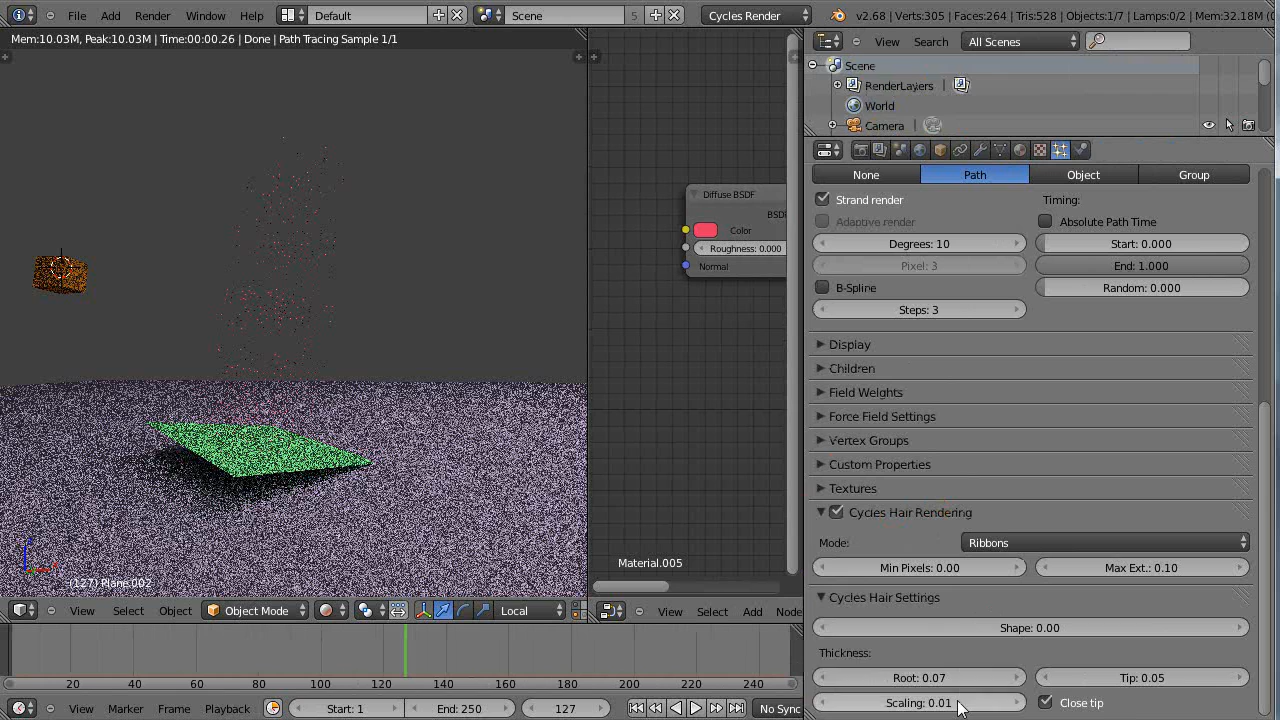 File Add Render Window Help Default Scene 5 Cycles Render v2.68 | Verts:305 | Faces:264 | Tris:528 | Objects:1/7 | Lamps:0/2 | Mem:32.18M (0
Mem:10.03M, Peak:10.03M | Time:00:00.26 | Done | Path Tracing Sample 1/1
View Search All Scenes
Scene
RenderLayers |
World
Camera |
None Path Object Group
Strand render Timing:
Adaptive render Absolute Path Time
Degrees: 10 Start: 0.000
Pixel: 3 End: 1.000
B-Spline Random: 0.000
Steps: 3
Diffuse BSDF
BSDF
Color
Roughness: 0.000
Normal
Display
Children
Field Weights
Force Field Settings
Vertex Groups
Custom Properties
Textures
Cycles Hair Rendering
Mode: Ribbons
Min Pixels: 0.00 Max Ext.: 0.10
Cycles Hair Settings
Shape: 0.00
Thickness:
Root: 0.07 Tip: 0.05
Scaling: 0.01 Close tip
Material.005
(127) Plane.002
View Select Object Object Mode Local
View Select Add Node
20 40 60 80 100 120 140 160 180 200 220 240
View Marker Frame Playback Start: 1 End: 250 127 No Sync